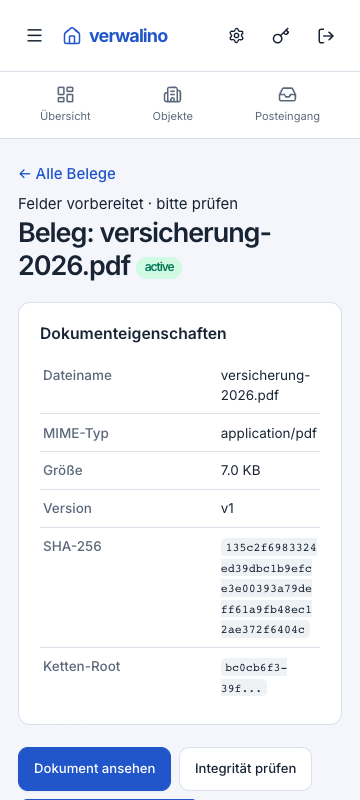 verwalino
Übersicht
Objekte
Posteingang
← Alle Belege
Felder vorbereitet · bitte prüfen
Beleg: versicherung-
2026.pdf active
Dokumenteigenschaften
Dateiname
versicherung-
2026.pdf
MIME-Typ
application/pdf
Größe
7.0 KB
Version
v1
SHA-256
135c2f6983324
ed39dbc1b9efc
e3e00393a79de
ff61a9fb48ec1
2ae372f6404c
Ketten-Root
bc0cb6f3-
39f...
Dokument ansehen
Integrität prüfen